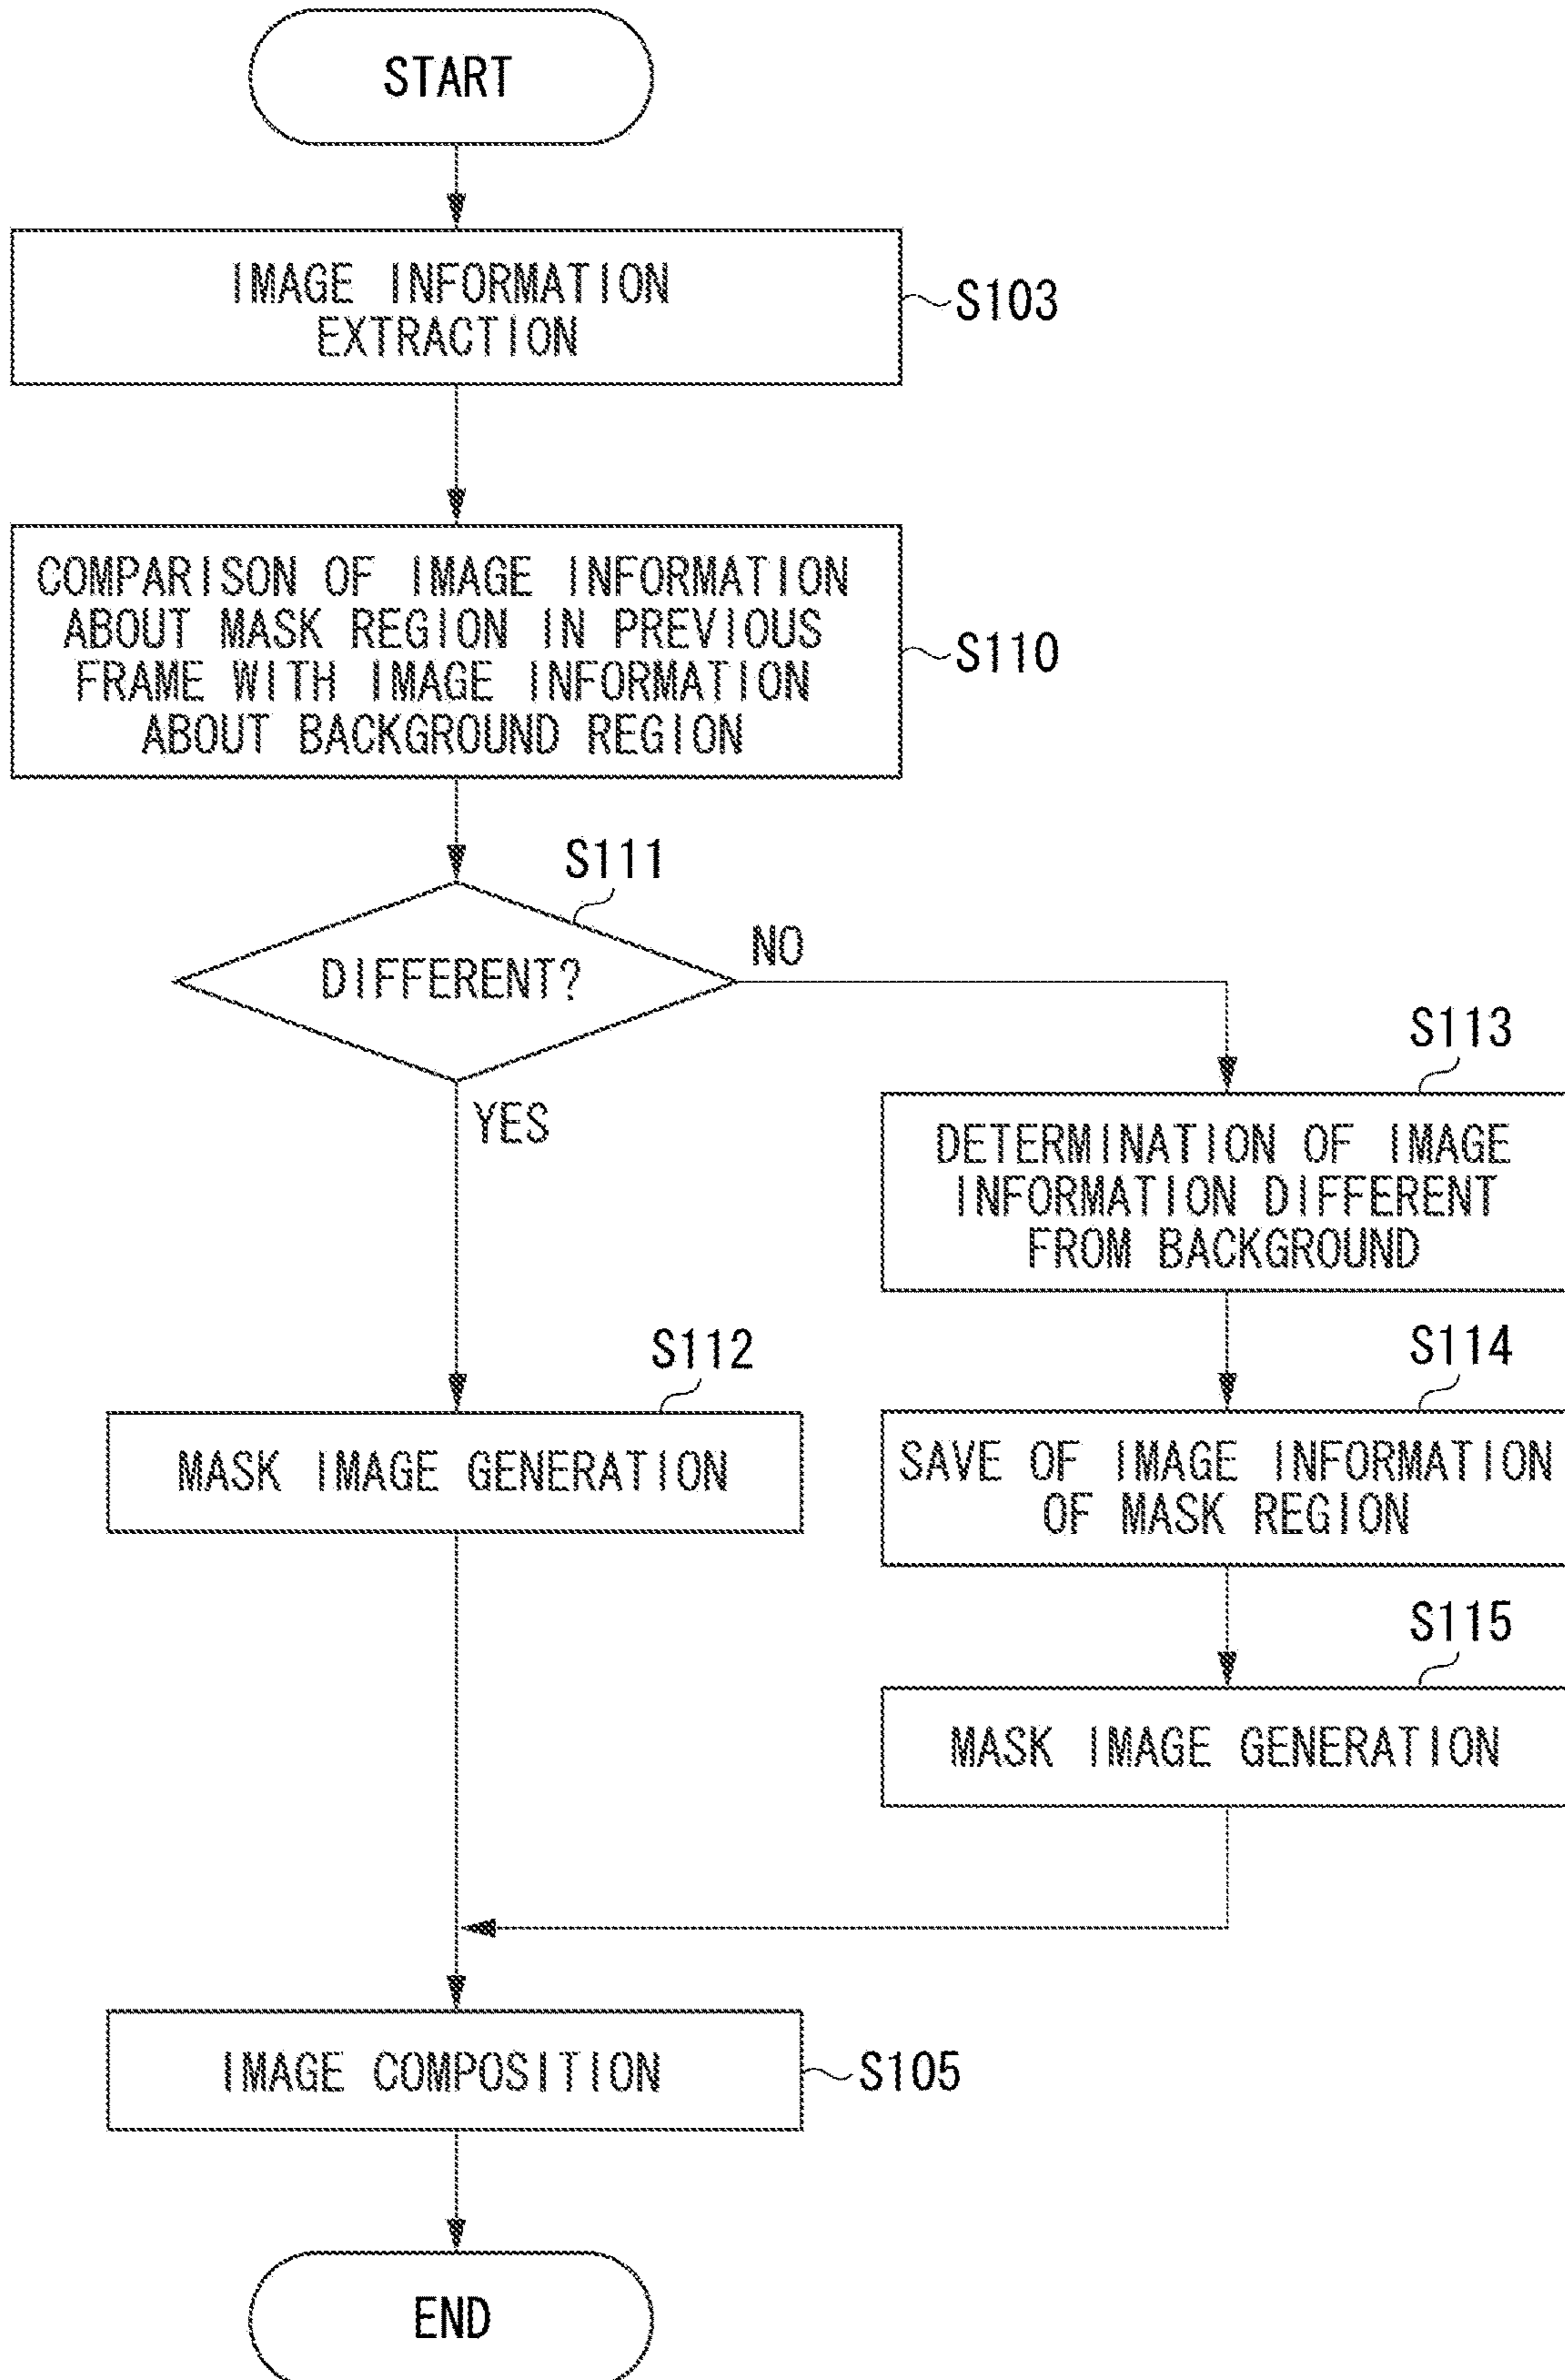 START
IMAGE INFORMATION
EXTRACTION
S103
COMPARISON OF IMAGE INFORMATION
ABOUT MASK REGION IN PREVIOUS
FRAME WITH IMAGE INFORMATION
ABOUT BACKGROUND REGION
S110
S111
DIFFERENT?
NO
YES
S113
DETERMINATION OF IMAGE
INFORMATION DIFFERENT
FROM BACKGROUND
S112
MASK IMAGE GENERATION
S114
SAVE OF IMAGE INFORMATION
OF MASK REGION
S115
MASK IMAGE GENERATION
IMAGE COMPOSITION
S105
END